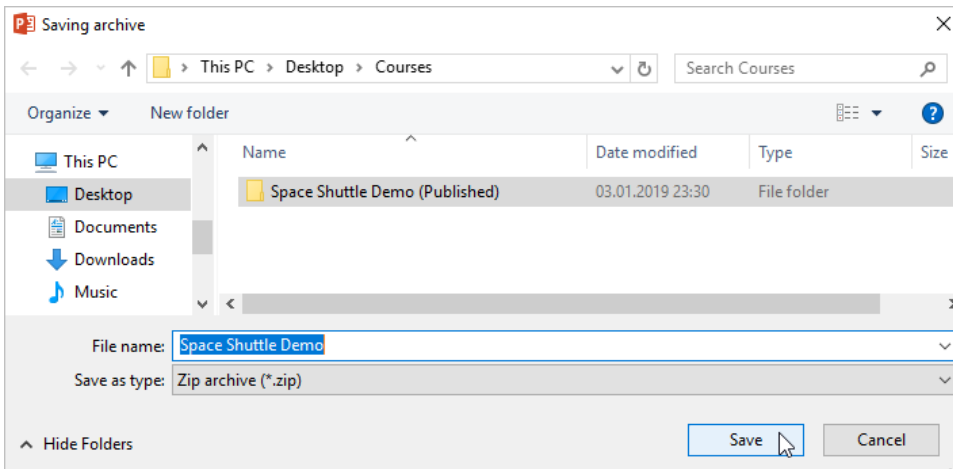 Saving archive
This PC > Desktop > Courses
Search Courses
Organize
New folder
Name
Date modified
Type
Size
This PC
Desktop
Documents
Downloads
Music
Space Shuttle Demo (Published)
03.01.2019 23:30
File folder
File name: Space Shuttle Demo
Save as type: Zip archive (*.zip)
Hide Folders
Save
Cancel